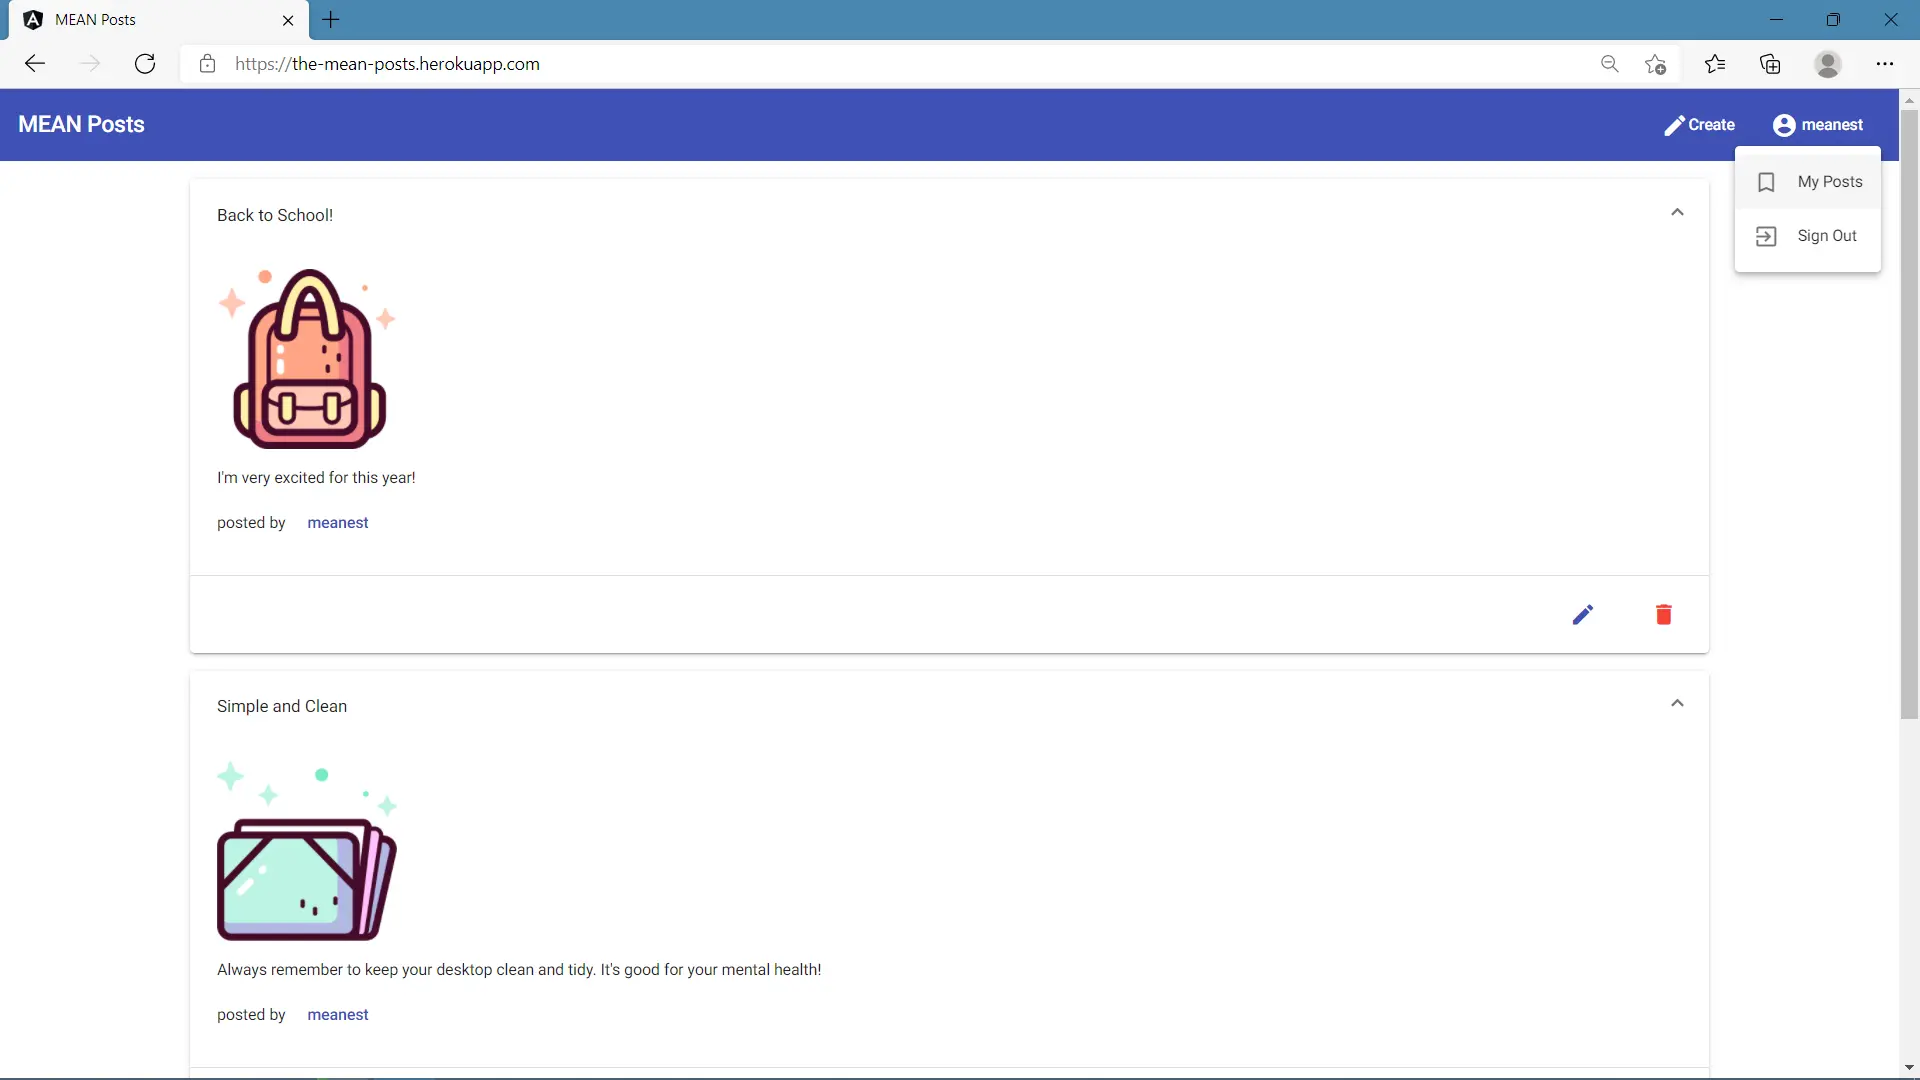 MEAN Posts
https://the-mean-posts.herokuapp.com
MEAN Posts
Create
meanest
My Posts
Sign Out
Back to School!
I'm very excited for this year!
posted by meanest
Simple and Clean
Always remember to keep your desktop clean and tidy. It's good for your mental health!
posted by meanest